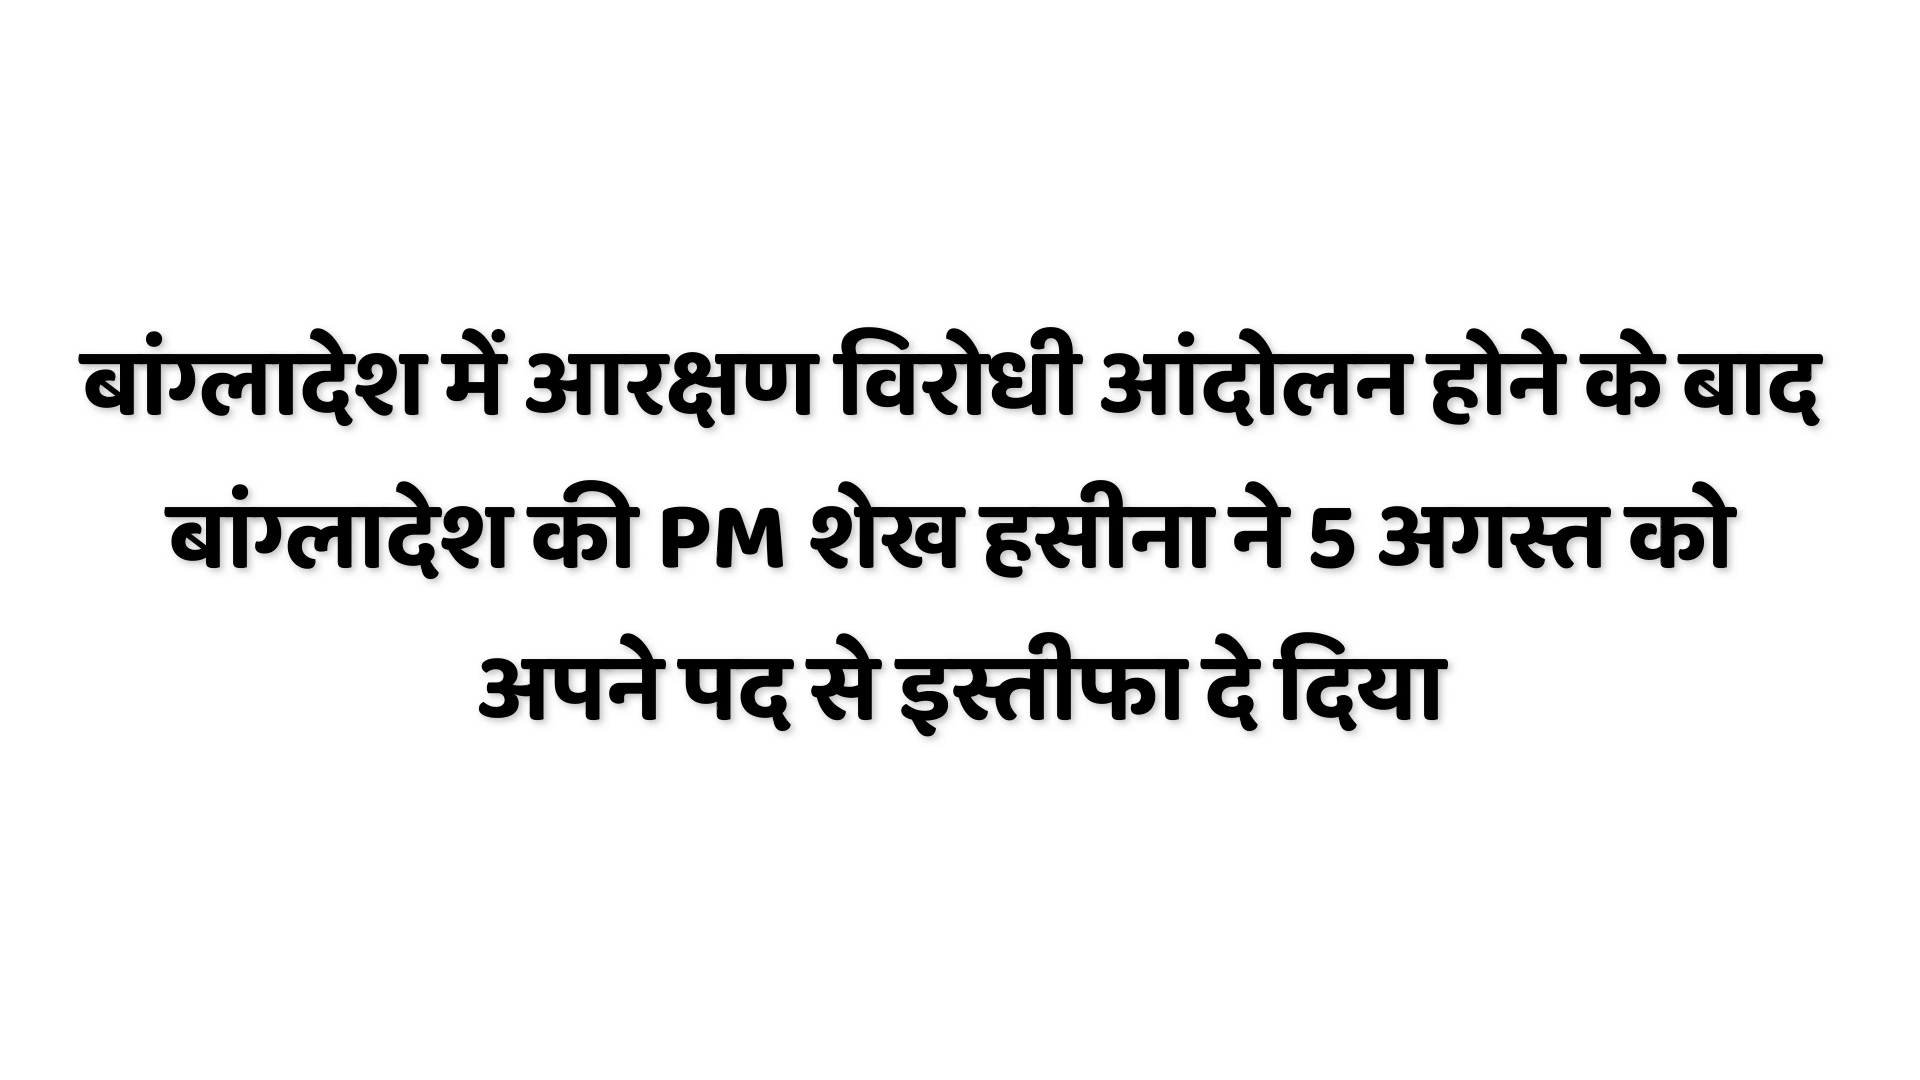 बांग्लादेश में आरक्षण विरोधी आंदोलन होने के बाद
बांग्लादेश की PM शेख हसीना ने 5 अगस्त को
अपने पद से इस्तीफा दे दिया